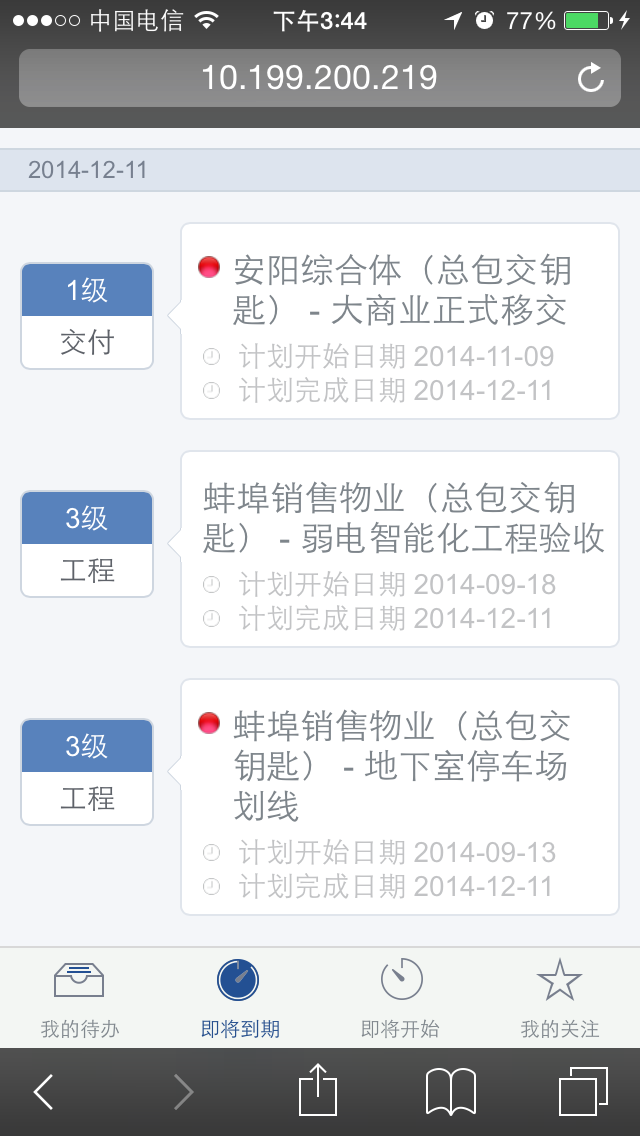 中国电信 下午3:44 77%
10.199.200.219
2014-12-11
1级
交付
安阳综合体（总包交钥
匙） - 大商业正式移交
计划开始日期 2014-11-09
计划完成日期 2014-12-11
3级
工程
蚌埠销售物业（总包交钥
匙） - 弱电智能化工程验收
计划开始日期 2014-09-18
计划完成日期 2014-12-11
3级
工程
蚌埠销售物业（总包交
钥匙） - 地下室停车场
划线
计划开始日期 2014-09-13
计划完成日期 2014-12-11
我的待办 即将到期 即将开始 我的关注